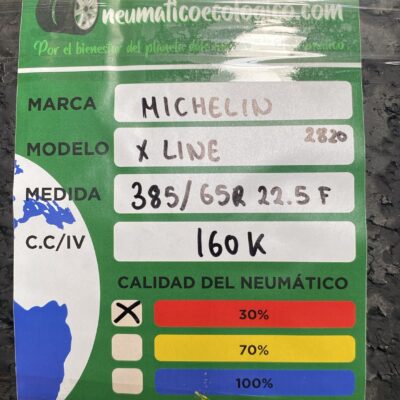 neumaticoecologico.com
Por el bienestar del planeta
MARCA MICHELIN
MODELO X LINE 2820
MEDIDA 385/65R 22.5 F
C.C/IV 160K
CALIDAD DEL NEUMÁTICO
X 30%
70%
100%